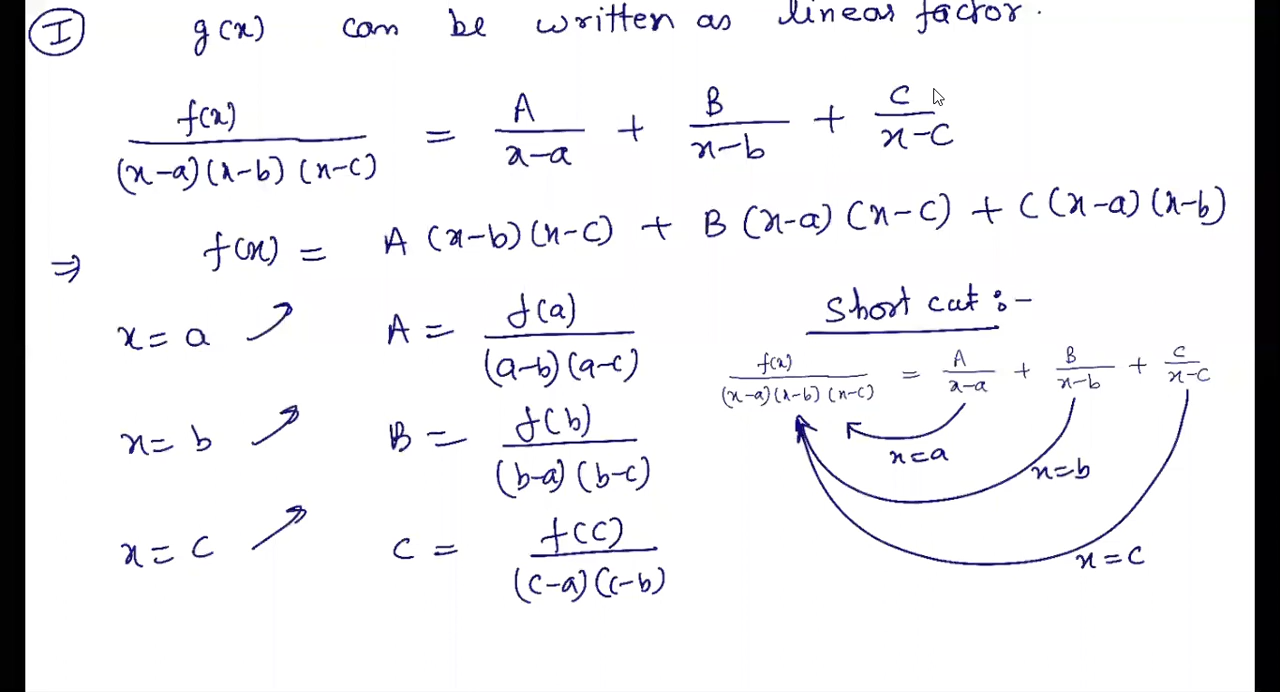 I g(x) can be written as linear factor.
f(x)/((x-a)(x-b)(x-c)) = A/(x-a) + B/(x-b) + C/(x-c)
⇒ f(x) = A(x-b)(x-c) + B(x-a)(x-c) + C(x-a)(x-b)
x = a ↗ A = f(a)/((a-b)(a-c))
x = b ↗ B = f(b)/((b-a)(b-c))
x = c ↗ C = f(c)/((c-a)(c-b))
Short cut :-
f(x)/((x-a)(x-b)(x-c)) = A/(x-a) + B/(x-b) + C/(x-c)
x=a
x=b
x=c